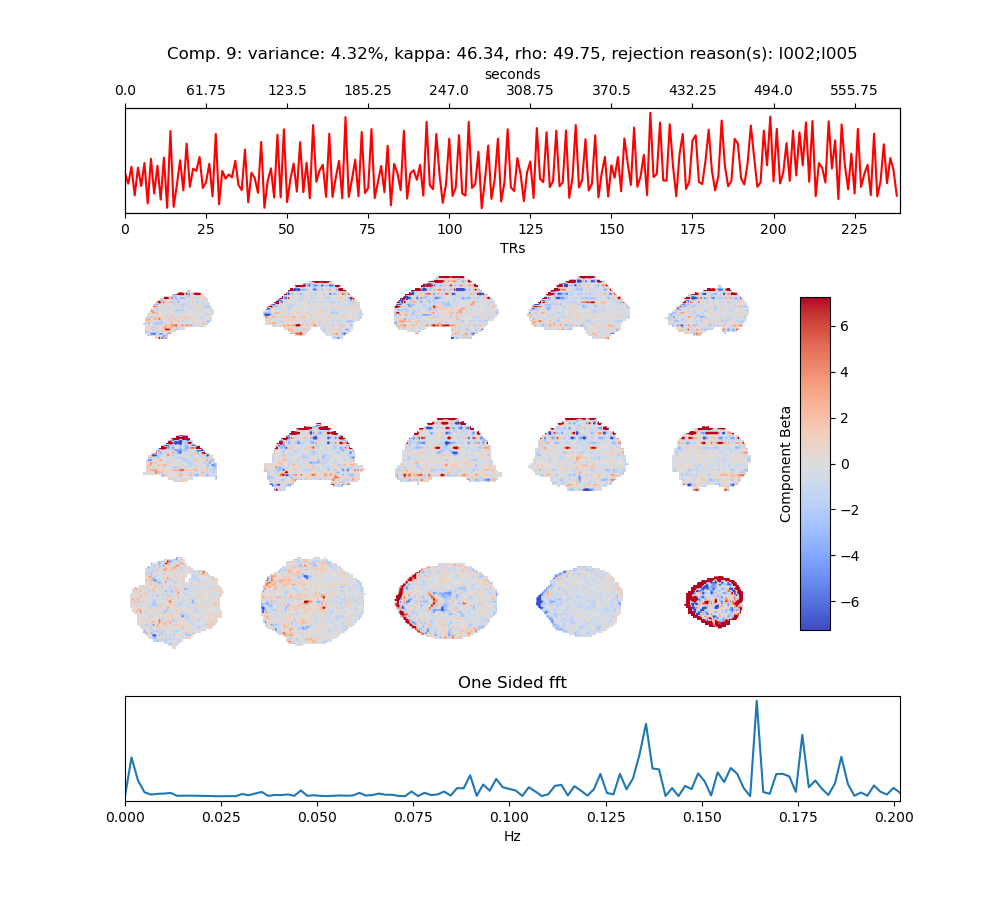 Comp. 9: variance: 4.32%, kappa: 46.34, rho: 49.75, rejection reason(s): I002;I005
seconds
0.0 61.75 123.5 185.25 247.0 308.75 370.5 432.25 494.0 555.75
0 25 50 75 100 125 150 175 200 225
TRs
6
4
2
0
−2
−4
−6
Component Beta
One Sided fft
0.000 0.025 0.050 0.075 0.100 0.125 0.150 0.175 0.200
Hz